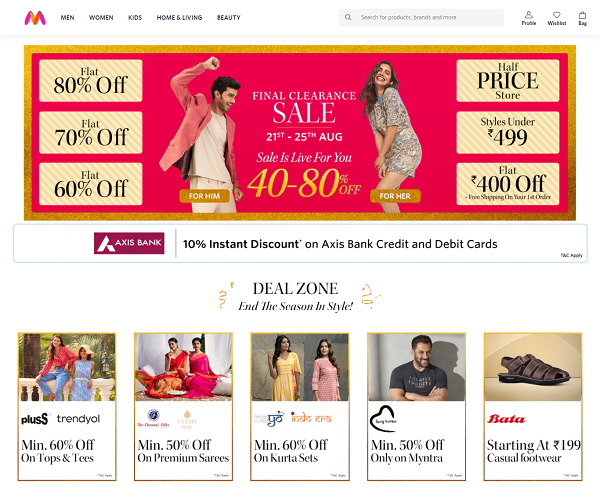 MEN WOMEN KIDS HOME & LIVING BEAUTY
Search for products, brands and more
Profile Wishlist Bag
Flat
80% Off
Flat
70% Off
Flat
60% Off
FINAL CLEARANCE
SALE
21ST - 25TH AUG
Sale Is Live For You
40-80% OFF
FOR HIM
FOR HER
Half
PRICE
Store
Styles Under
₹499
Flat
₹400 Off
+ Free Shipping On Your 1st Order
AXIS BANK
10% Instant Discount* on Axis Bank Credit and Debit Cards
T&C Apply
DEAL ZONE
End The Season In Style!
plusS trendyol
Min. 60% Off
On Tops & Tees
*T&C Apply
The Chennai Silks
UNNATI
SILKS
Min. 50% Off
On Premium Sarees
*T&C Apply
indo era
Min. 60% Off
On Kurta Sets
*T&C Apply
being human
Min. 50% Off
Only on Myntra
*T&C Apply
Bata
Starting At ₹199
Casual footwear
*T&C Apply